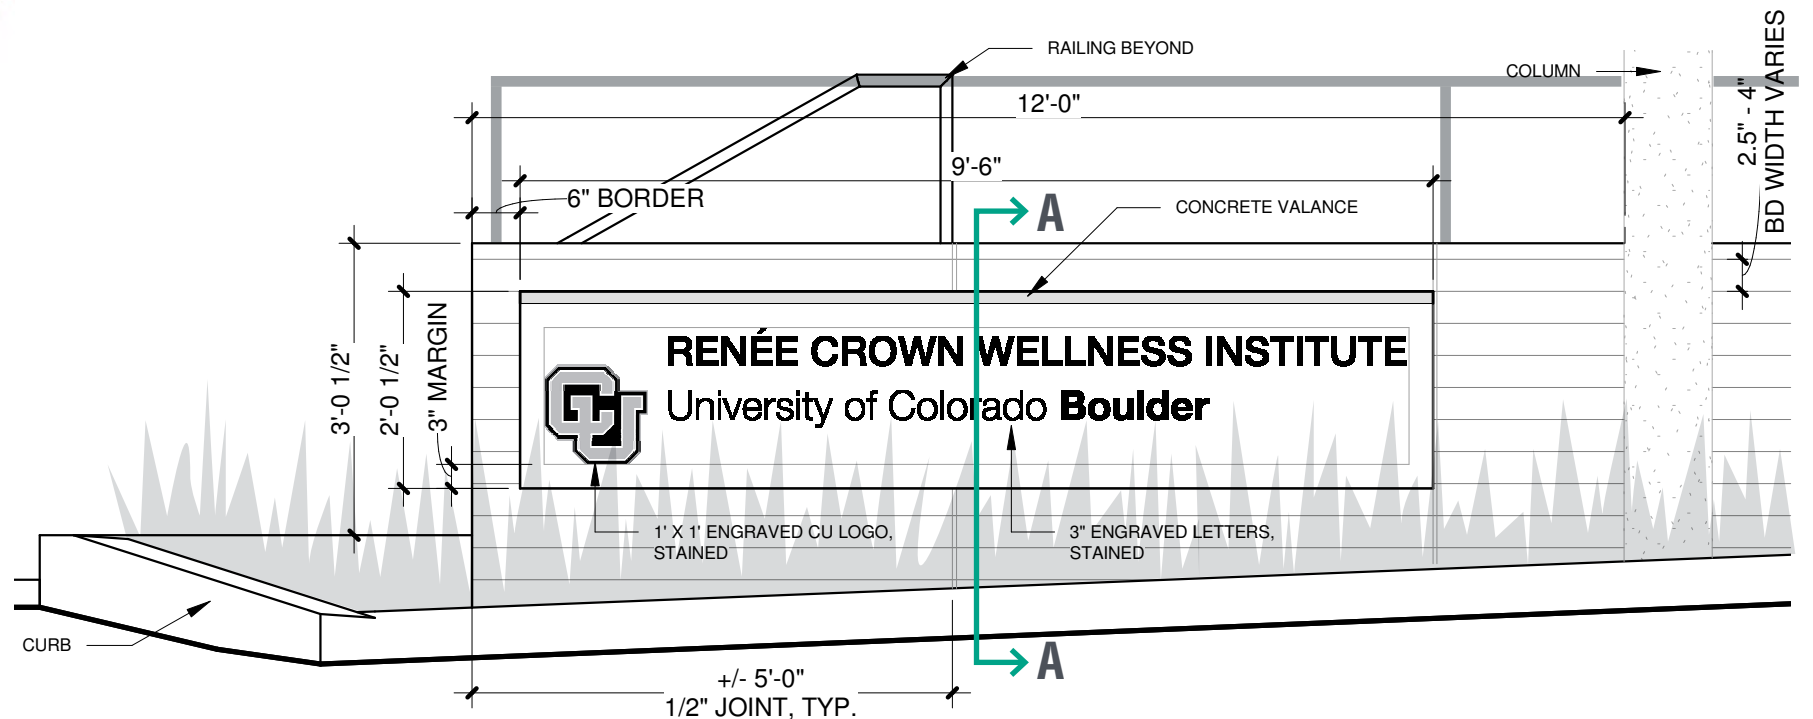 RAILING BEYOND
COLUMN
12'-0"
2.5" - 4"
BD WIDTH VARIES
9'-6"
6" BORDER
A
CONCRETE VALANCE
3'-0 1/2"
2'-0 1/2"
3" MARGIN
RENÉE CROWN WELLNESS INSTITUTE
University of Colorado Boulder
CU
1' X 1' ENGRAVED CU LOGO,
STAINED
3" ENGRAVED LETTERS,
STAINED
CURB
A
+/- 5'-0"
1/2" JOINT, TYP.